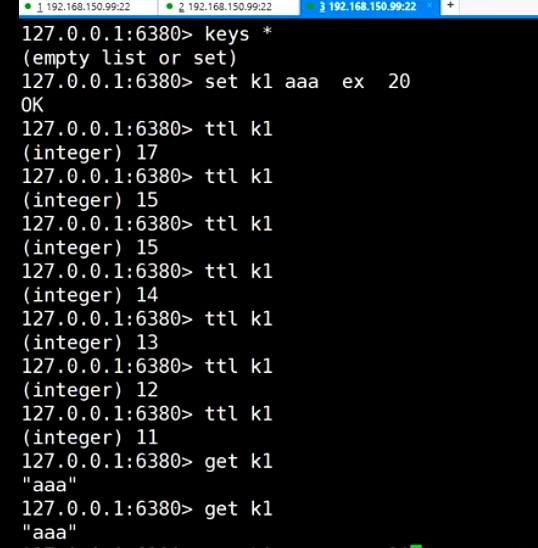 1 192.168.150.99:22 2 192.168.150.99:22 3 192.168.150.99:22 × +
127.0.0.1:6380> keys *
(empty list or set)
127.0.0.1:6380> set k1 aaa  ex  20
OK
127.0.0.1:6380> ttl k1
(integer) 17
127.0.0.1:6380> ttl k1
(integer) 15
127.0.0.1:6380> ttl k1
(integer) 15
127.0.0.1:6380> ttl k1
(integer) 14
127.0.0.1:6380> ttl k1
(integer) 13
127.0.0.1:6380> ttl k1
(integer) 12
127.0.0.1:6380> ttl k1
(integer) 11
127.0.0.1:6380> get k1
"aaa"
127.0.0.1:6380> get k1
"aaa"